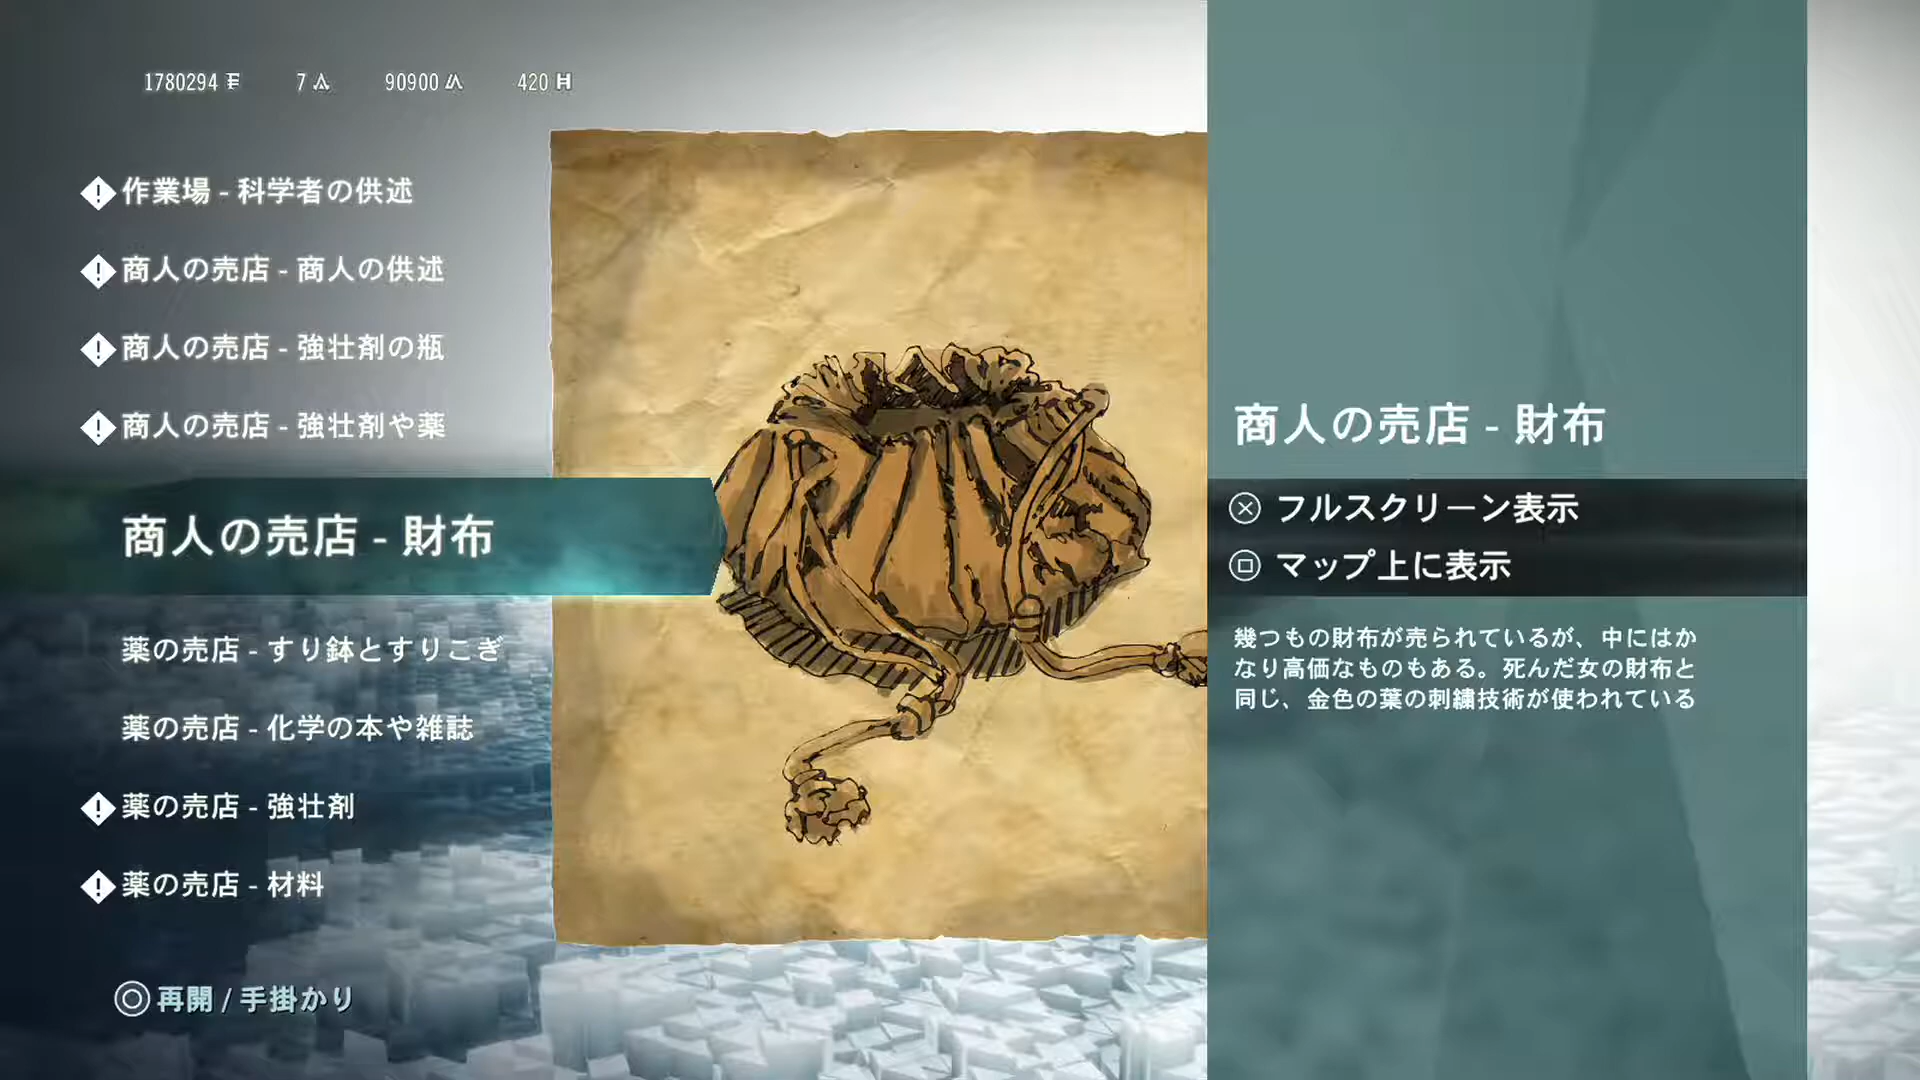 1780294 7 90900 420
作業場 - 科学者の供述
商人の売店 - 商人の供述
商人の売店 - 強壮剤の瓶
商人の売店 - 強壮剤や薬
商人の売店 - 財布
薬の売店 - すり鉢とすりこぎ
薬の売店 - 化学の本や雑誌
薬の売店 - 強壮剤
薬の売店 - 材料
再開 / 手掛かり
商人の売店 - 財布
フルスクリーン表示
マップ上に表示
幾つもの財布が売られているが、中にはか
なり高価なものもある。死んだ女の財布と
同じ、金色の葉の刺繍技術が使われている